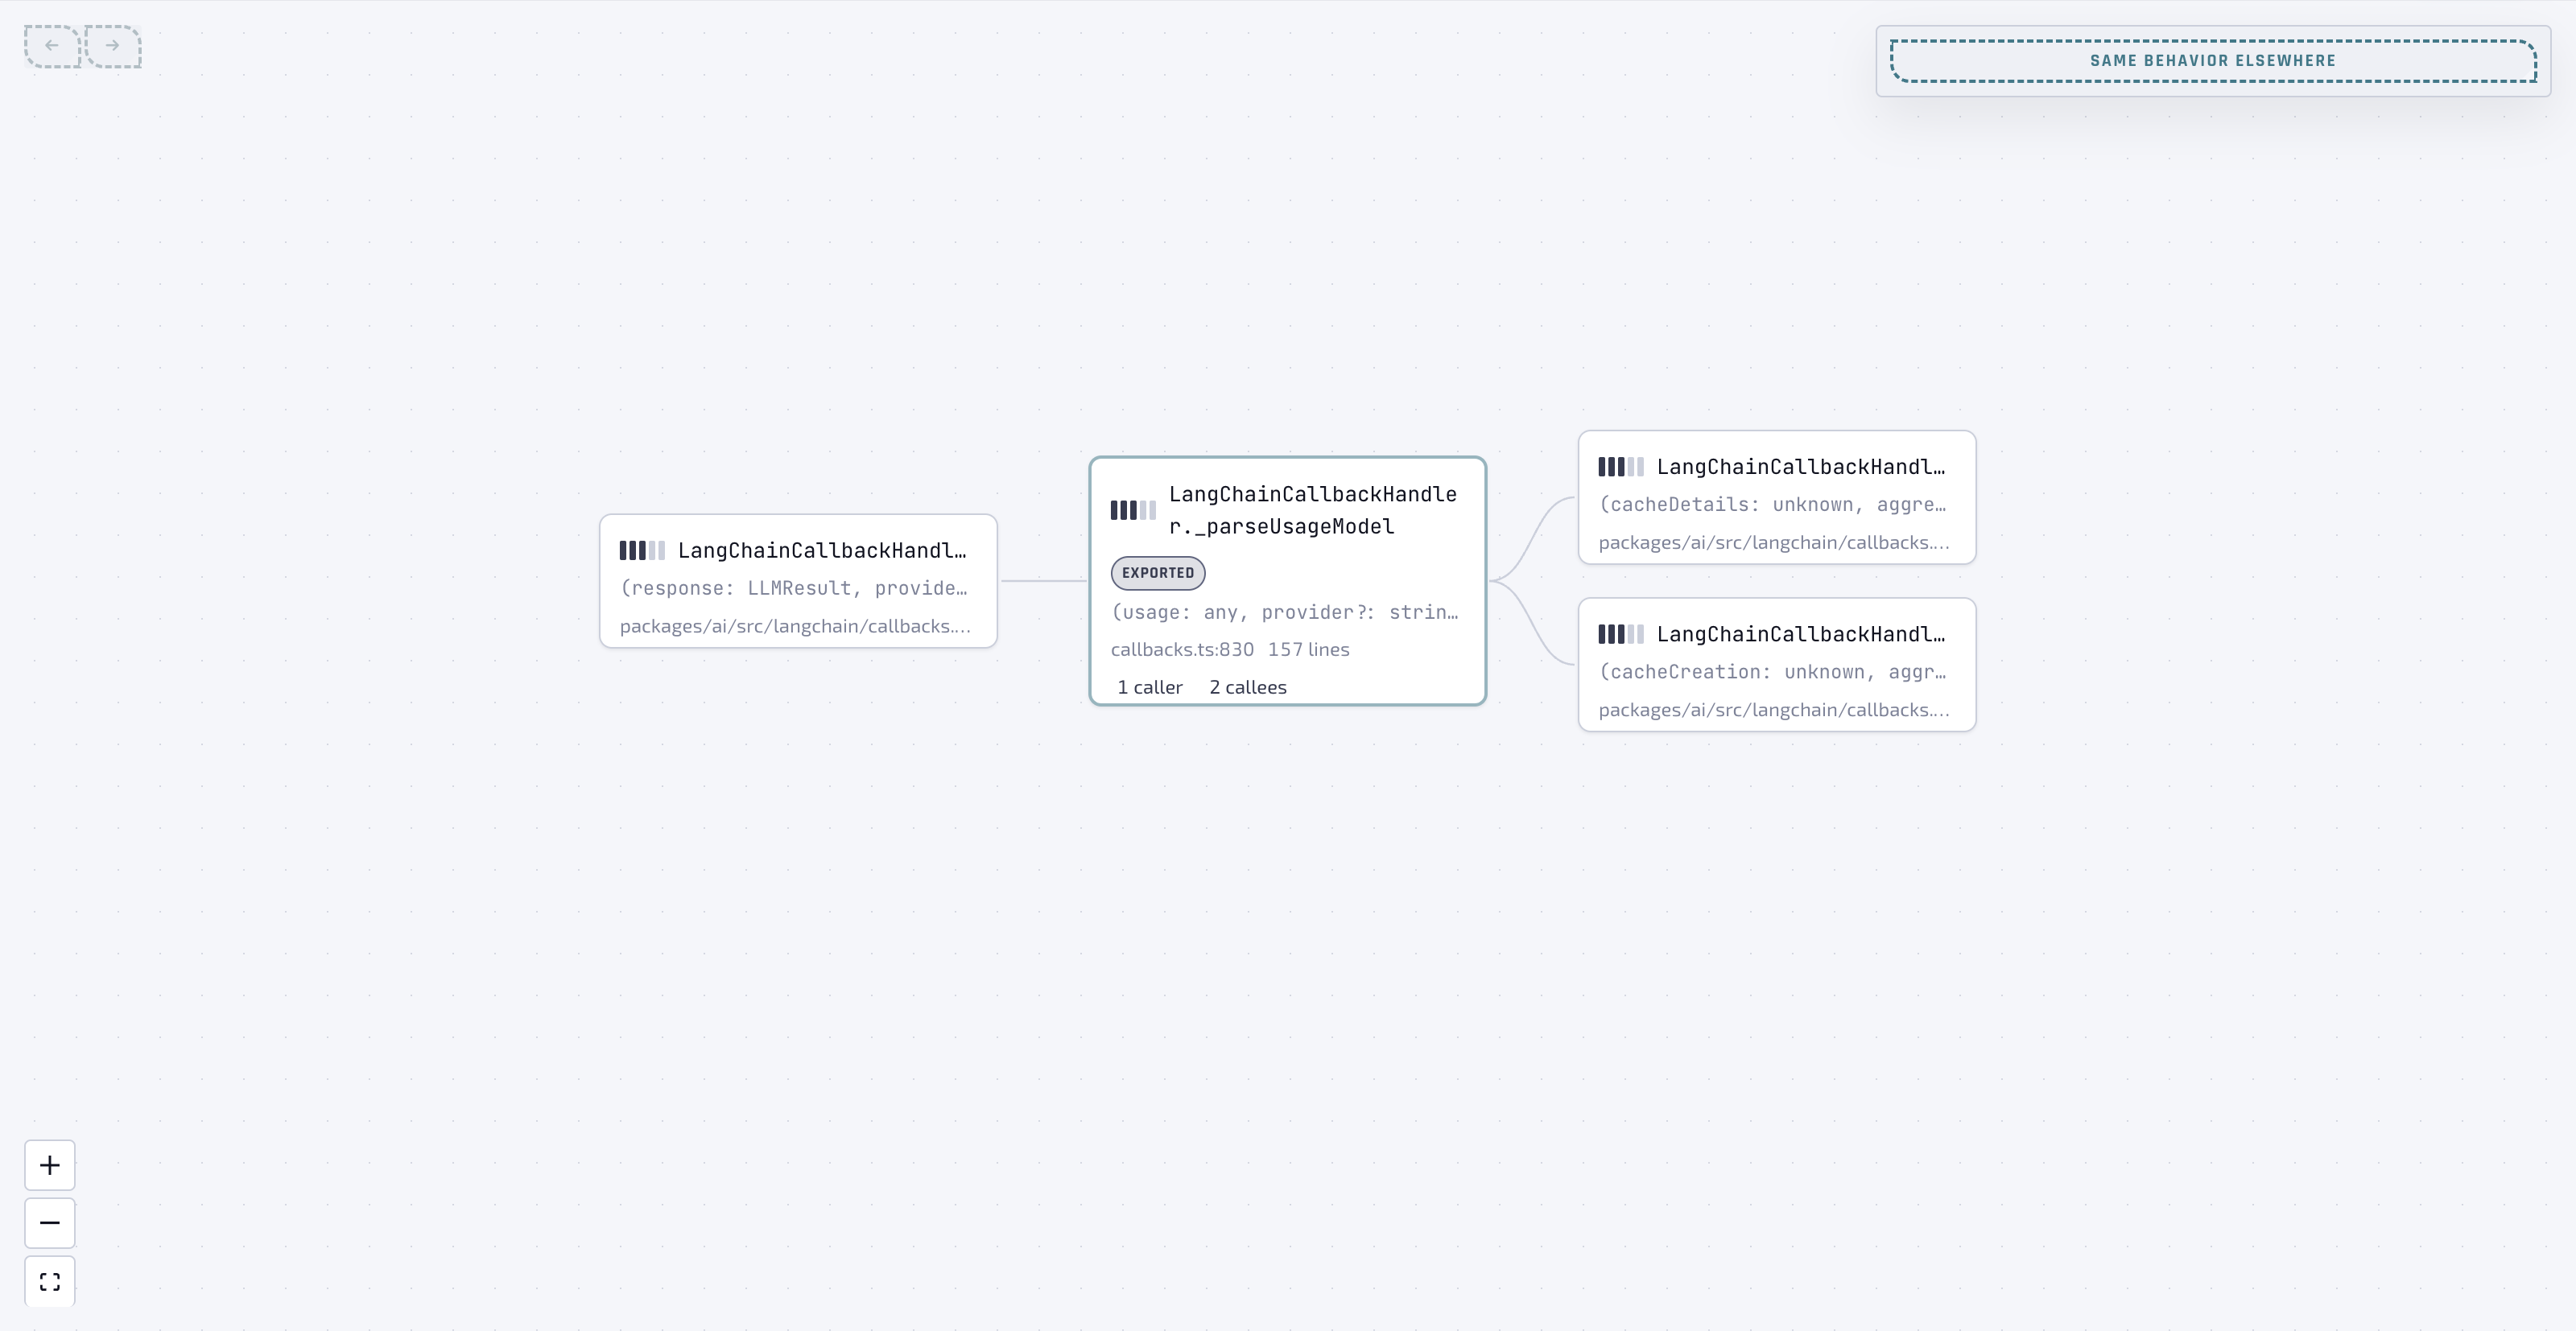 SAME BEHAVIOR ELSEWHERE
LangChainCallbackHandl…
(response: LLMResult, provide…
packages/ai/src/langchain/callbacks.…
LangChainCallbackHandle
r._parseUsageModel
EXPORTED
(usage: any, provider?: strin…
callbacks.ts:830 157 lines
1 caller 2 callees
LangChainCallbackHandl…
(cacheDetails: unknown, aggre…
packages/ai/src/langchain/callbacks.…
LangChainCallbackHandl…
(cacheCreation: unknown, aggr…
packages/ai/src/langchain/callbacks.…